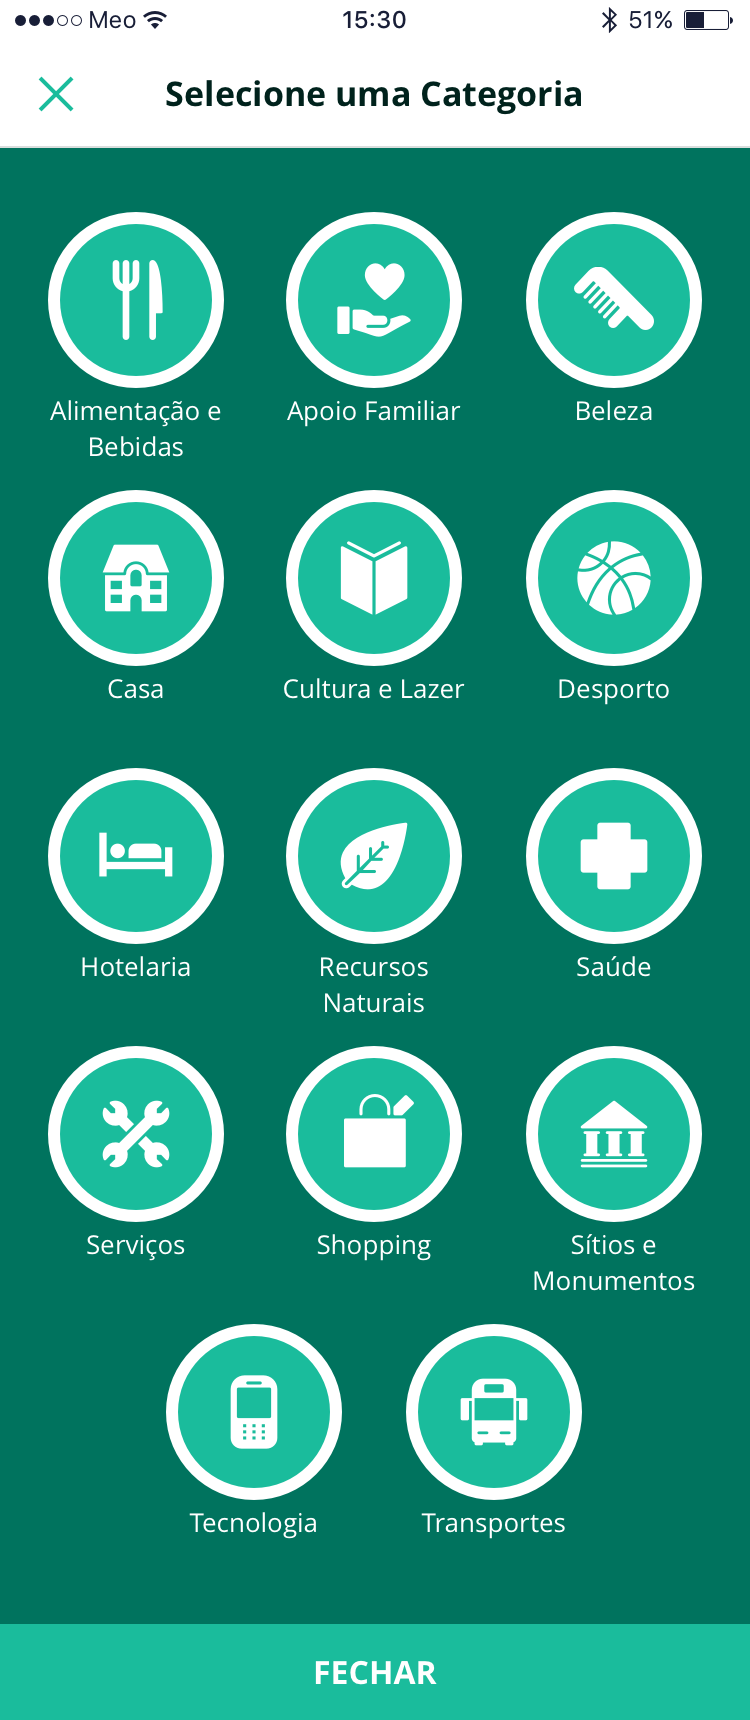 Meo 15:30 51%
Selecione uma Categoria
Alimentação e
Bebidas
Apoio Familiar
Beleza
Casa
Cultura e Lazer
Desporto
Hotelaria
Recursos
Naturais
Saúde
Serviços
Shopping
Sítios e
Monumentos
Tecnologia
Transportes
FECHAR